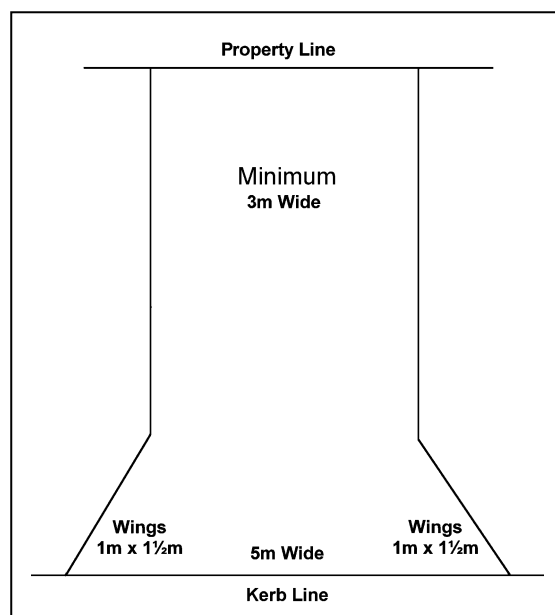 Property Line
Minimum
3m Wide
Wings
1m x 1½m
Wings
1m x 1½m
5m Wide
Kerb Line